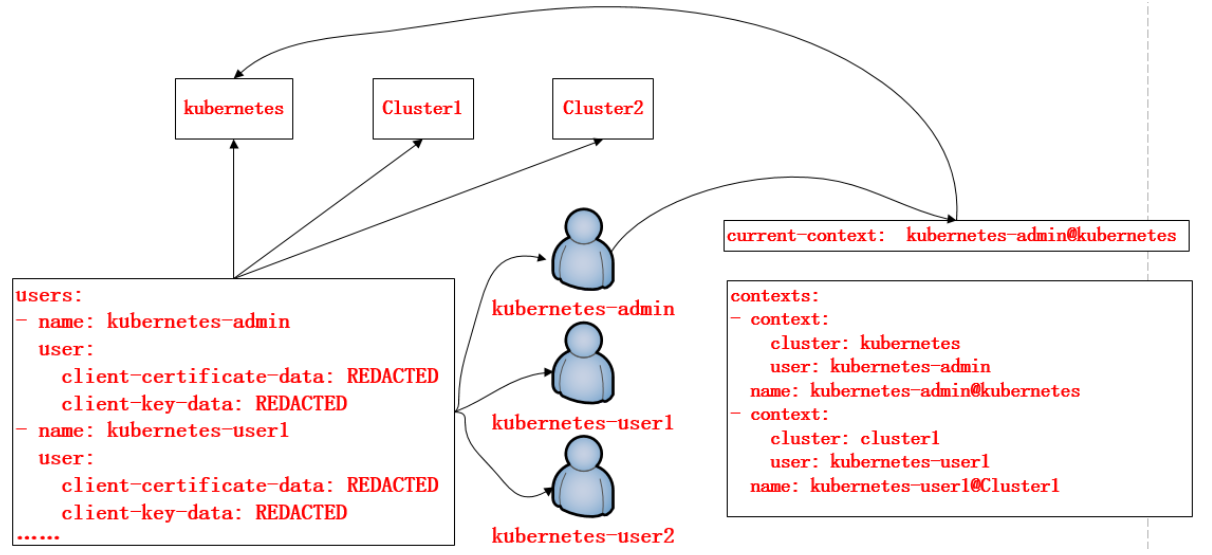 kubernetes
Cluster1
Cluster2
current-context: kubernetes-admin@kubernetes
users:
- name: kubernetes-admin
user:
client-certificate-data: REDACTED
client-key-data: REDACTED
- name: kubernetes-user1
user:
client-certificate-data: REDACTED
client-key-data: REDACTED
......
kubernetes-admin
kubernetes-user1
kubernetes-user2
contexts:
- context:
cluster: kubernetes
user: kubernetes-admin
name: kubernetes-admin@kubernetes
- context:
cluster: cluster1
user: kubernetes-user1
name: kubernetes-user1@Cluster1